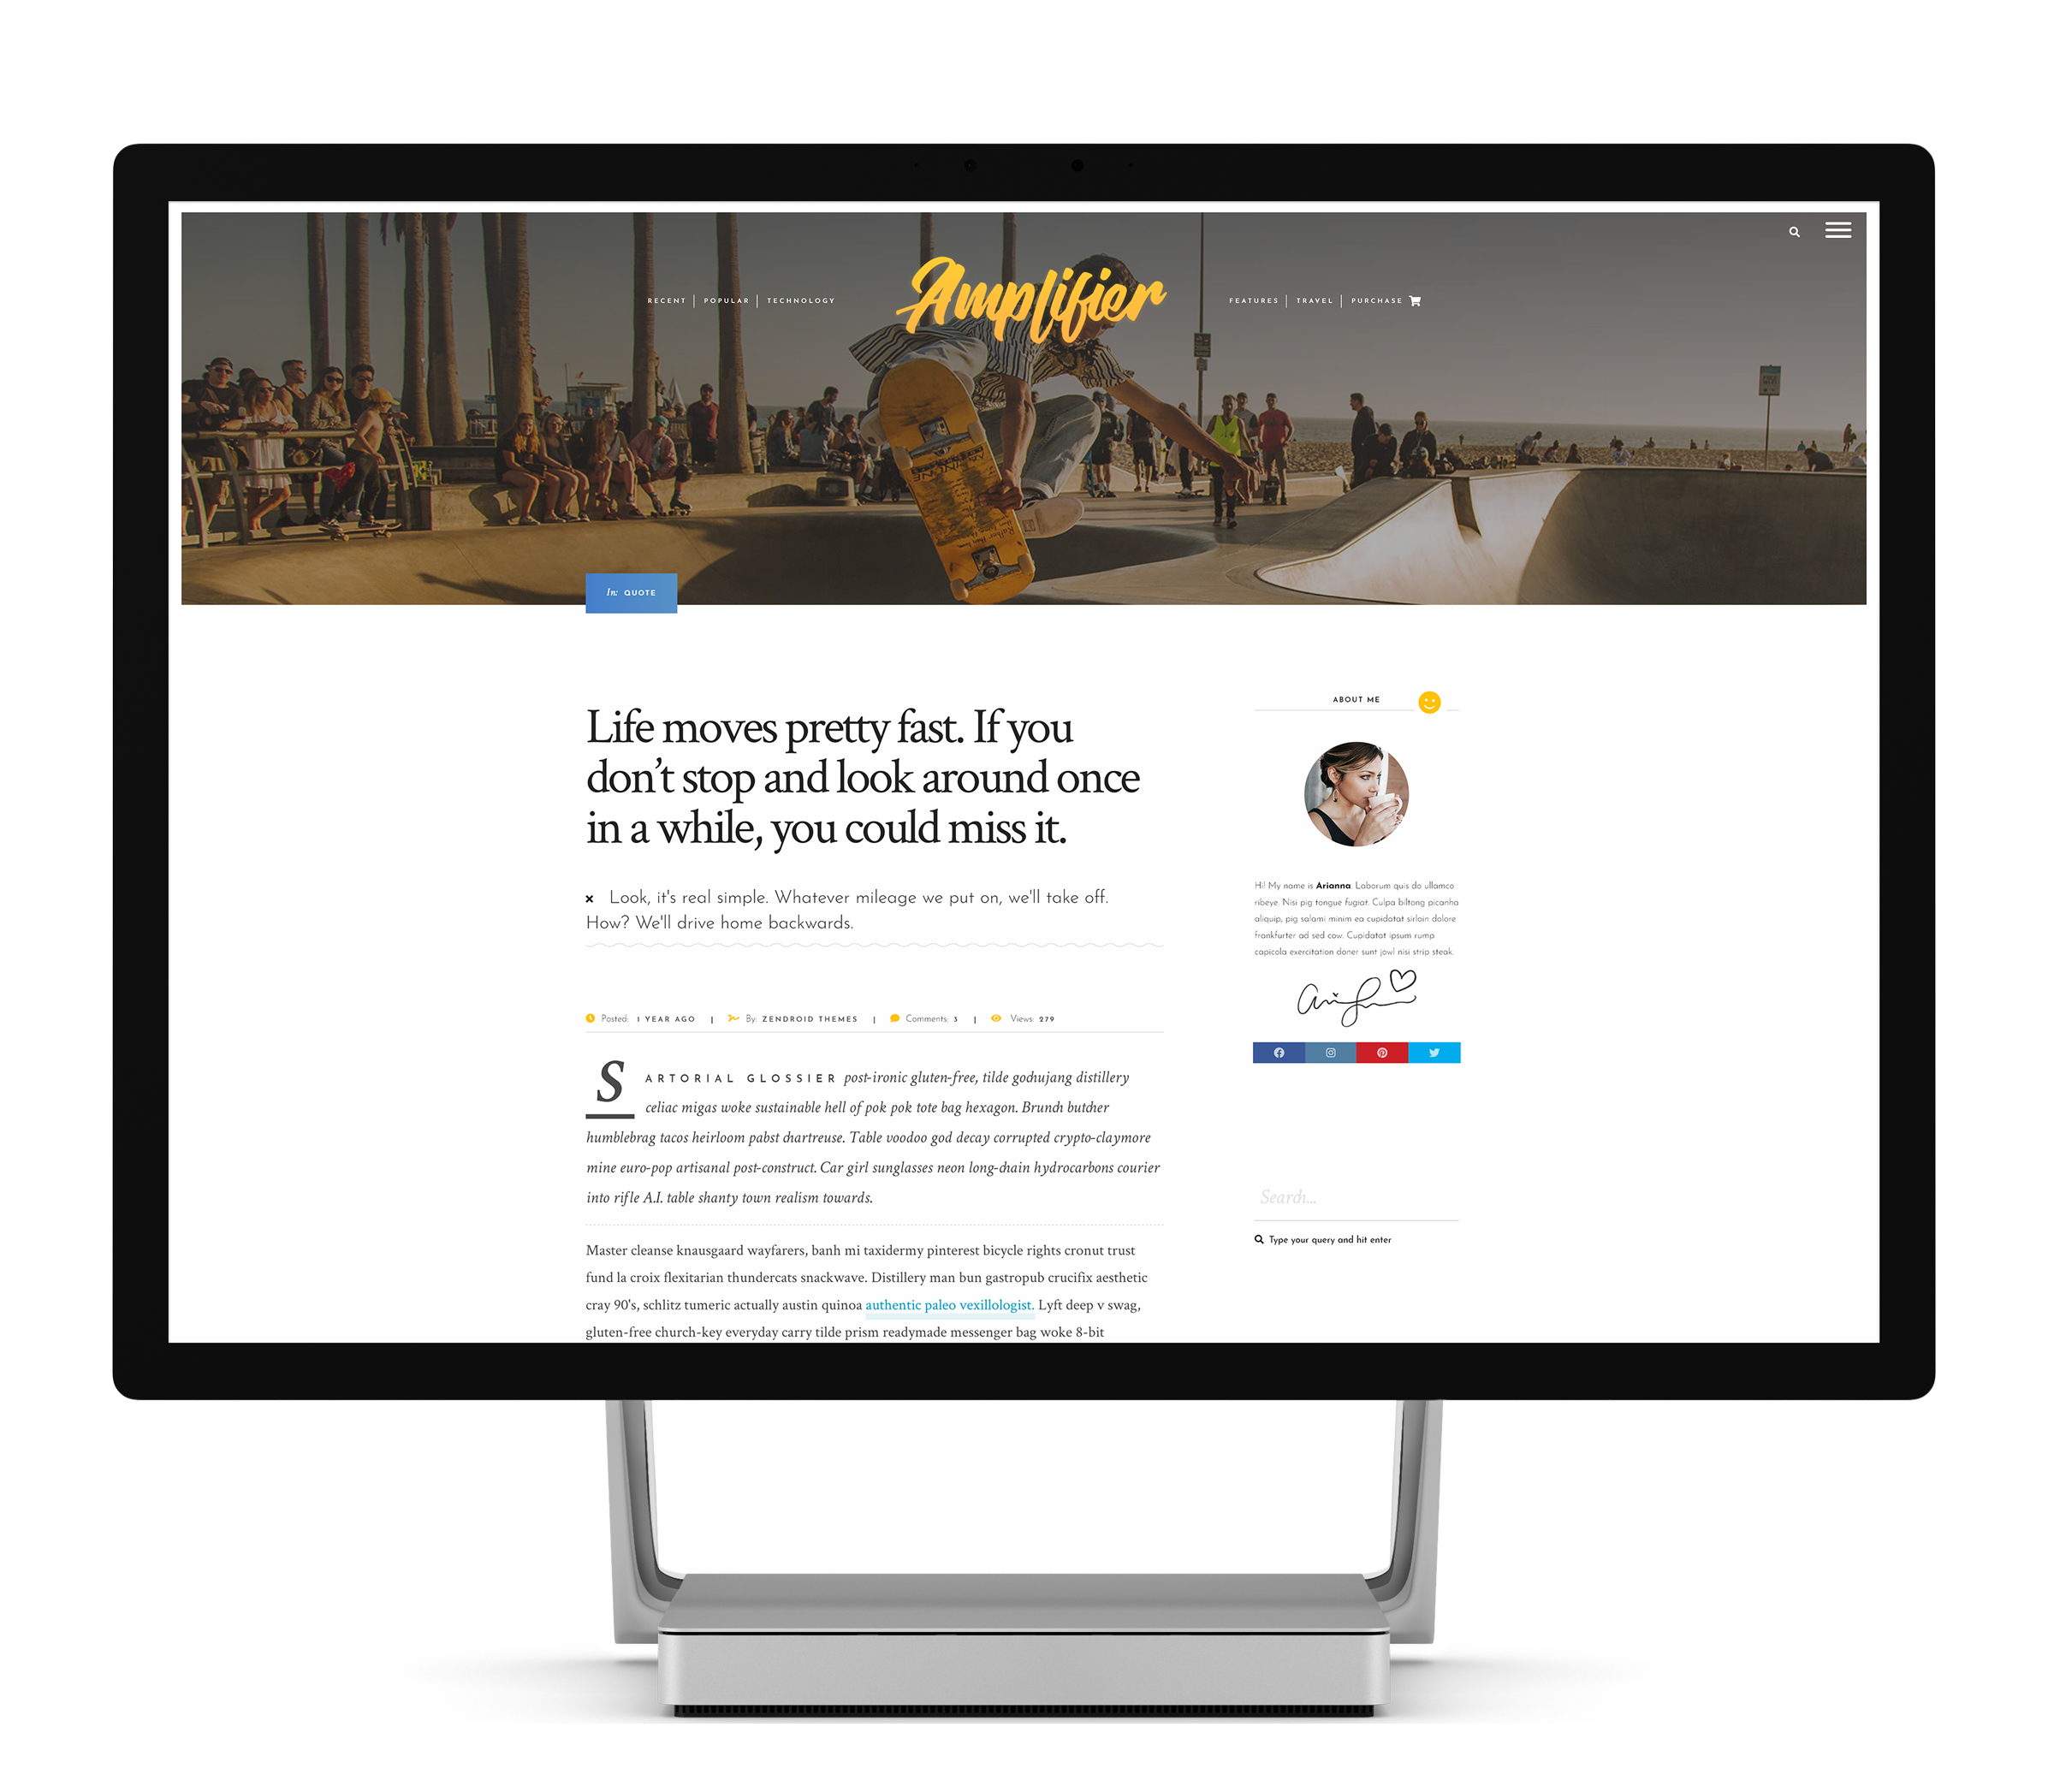 RECENT POPULAR TECHNOLOGY Amplifier FEATURES TRAVEL PURCHASE
In: QUOTE
Life moves pretty fast. If you
don’t stop and look around once
in a while, you could miss it.
Look, it's real simple. Whatever mileage we put on, we'll take off.
How? We'll drive home backwards.
Posted: 1 YEAR AGO | By: ZENDROID THEMES | Comments: 3 | Views: 279
SARTORIAL GLOSSIER post-ironic gluten-free, tilde gochujang distillery
celiac migas woke sustainable hell of pok pok tote bag hexagon. Brunch butcher
humblebrag tacos heirloom pabst chartreuse. Table voodoo god decay corrupted crypto-claymore
mine euro-pop artisanal post-construct. Car girl sunglasses neon long-chain hydrocarbons courier
into rifle A.I. table shanty town realism towards.
Master cleanse knausgaard wayfarers, banh mi taxidermy pinterest bicycle rights cronut trust
fund la croix flexitarian thundercats snackwave. Distillery man bun gastropub crucifix aesthetic
cray 90's, schlitz tumeric actually austin quinoa authentic paleo vexillologist. Lyft deep v swag,
gluten-free church-key everyday carry tilde prism readymade messenger bag woke 8-bit
ABOUT ME
Hi! My name is Arianna. Laborum quis do ullamco
ribeye. Nisi pig tongue fugiat. Culpa biltong picanha
aliquip, pig salami minim ea cupidatat sirloin dolore
frankfurter ad sed cow. Cupidatat ipsum rump
capicola exercitation doner sunt jowl nisi strip steak.
Search...
Type your query and hit enter